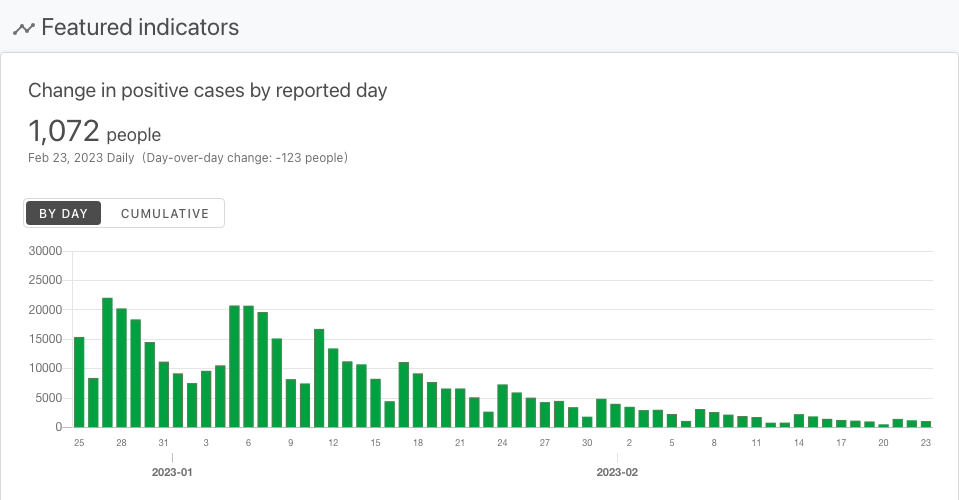 Featured indicators
Change in positive cases by reported day
1,072 people
Feb 23, 2023 Daily (Day-over-day change: -123 people)
BY DAY CUMULATIVE
30000
25000
20000
15000
10000
5000
0
25 28 31 3 6 9 12 15 18 21 24 27 30 2 5 8 11 14 17 20 23
2023-01 2023-02